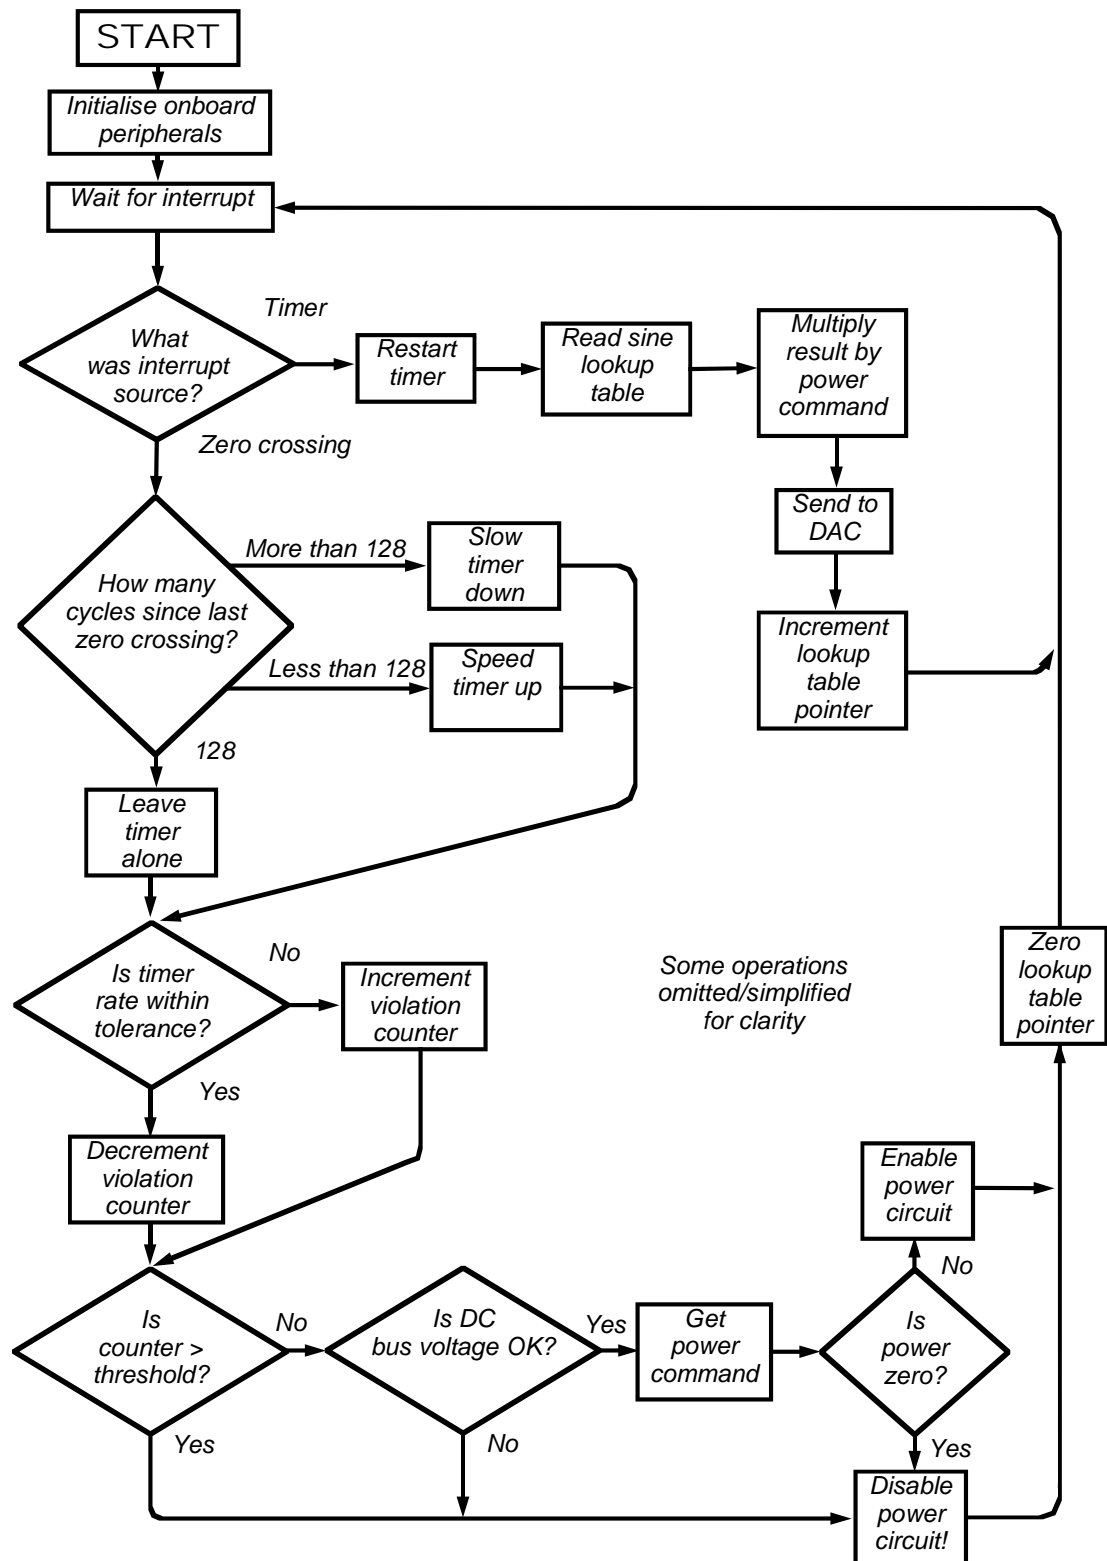 START
Initialise onboard
peripherals
Wait for interrupt
What
was interrupt
source?
Timer
Restart
timer
Read sine
lookup
table
Multiply
result by
power
command
Send to
DAC
Increment
lookup
table
pointer
Zero crossing
How many
cycles since last
zero crossing?
More than 128
Slow
timer
down
Less than 128
Speed
timer up
128
Leave
timer
alone
Is timer
rate within
tolerance?
No
Increment
violation
counter
Yes
Decrement
violation
counter
Some operations
omitted/simplified
for clarity
Zero
lookup
table
pointer
Is
counter >
threshold?
No
Yes
Is DC
bus voltage OK?
Yes
No
Get
power
command
Is
power
zero?
No
Enable
power
circuit
Yes
Disable
power
circuit!